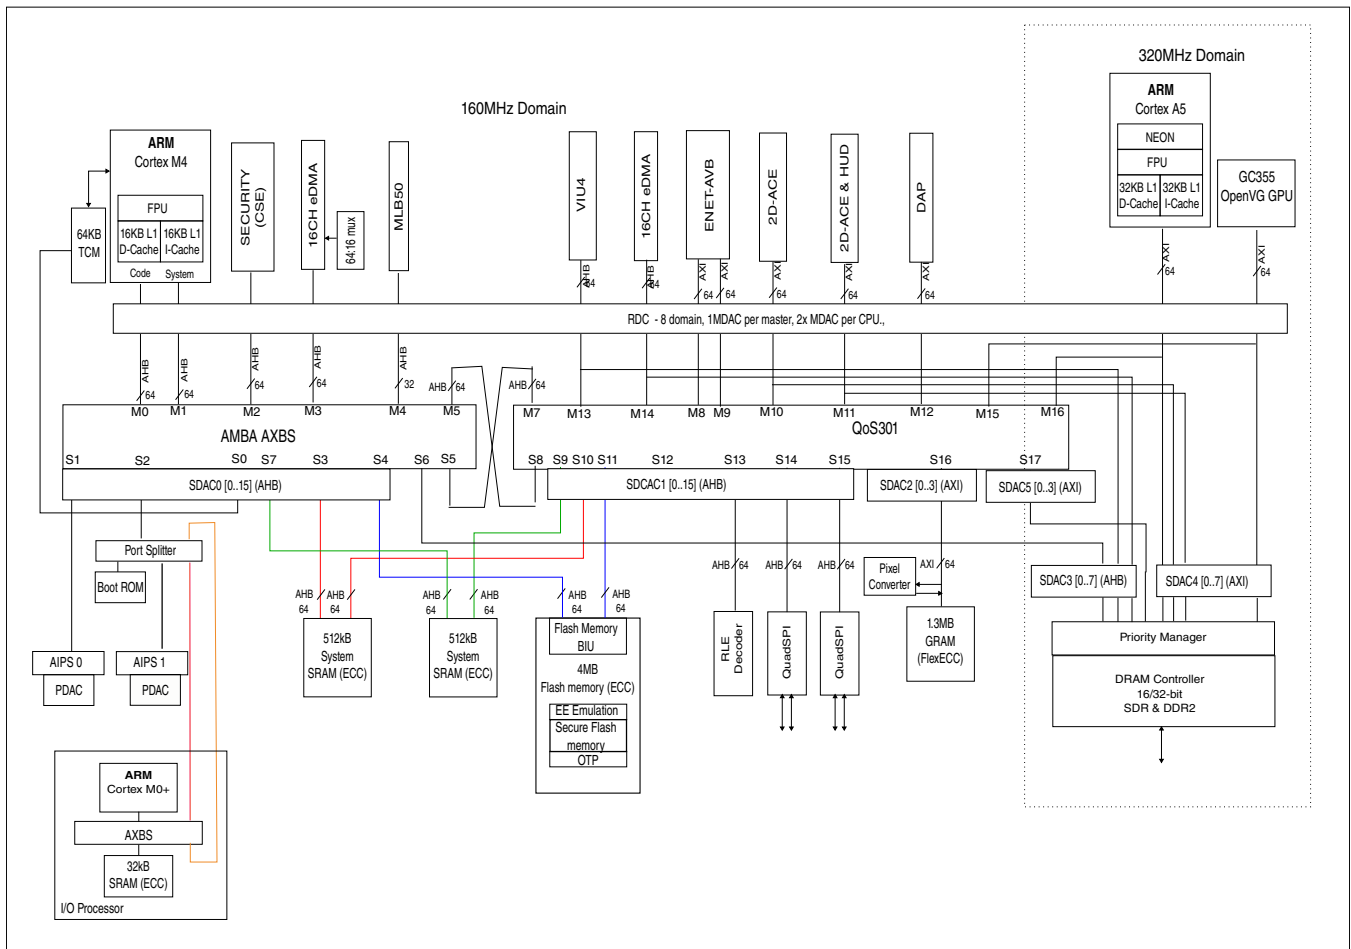 320MHz Domain
160MHz Domain
ARM
Cortex M4
FPU
16KB L1
D-Cache
16KB L1
I-Cache
Code
System
64KB
TCM
SECURITY
(CSE)
16CH eDMA
64:16 mux
MLB50
VIU4
16CH eDMA
ENET-AVB
2D-ACE
2D-ACE & HUD
DAP
ARM
Cortex A5
NEON
FPU
32KB L1
D-Cache
32KB L1
I-Cache
GC355
OpenVG GPU
AHB
64
AHB
64
AXI
64
AXI
64
AXI
64
AXI
64
64
AXI
64
AXI
64
RDC - 8 domain, 1MDAC per master, 2x MDAC per CPU.,
AHB
64
AHB
64
AHB
64
AHB
64
AHB
32
AHB
64
AHB
64
M0
M1
M2
M3
M4
M5
M7
M13
M14
M8
M9
M10
M11
M12
M15
M16
AMBA AXBS
QoS301
S1
S2
S0
S7
S3
S4
S6
S5
S8
S9
S10
S11
S12
S13
S14
S15
S16
S17
SDAC0 [0..15] (AHB)
SDCAC1 [0..15] (AHB)
SDAC2 [0..3] (AXI)
SDAC5 [0..3] (AXI)
Port Splitter
Boot ROM
AIPS 0
PDAC
AIPS 1
PDAC
AHB
64
AHB
64
AHB
64
AHB
64
AHB
64
AHB
64
AHB
64
AHB
64
AHB
64
AXI
64
Pixel
Converter
SDAC3 [0..7] (AHB)
SDAC4 [0..7] (AXI)
512kB
System
SRAM (ECC)
512kB
System
SRAM (ECC)
Flash Memory
BIU
4MB
Flash memory (ECC)
EE Emulation
Secure Flash
memory
OTP
RLE
Decoder
QuadSPI
QuadSPI
1.3MB
GRAM
(FlexECC)
Priority Manager
DRAM Controller
16/32-bit
SDR & DDR2
ARM
Cortex M0+
AXBS
32kB
SRAM (ECC)
I/O Processor